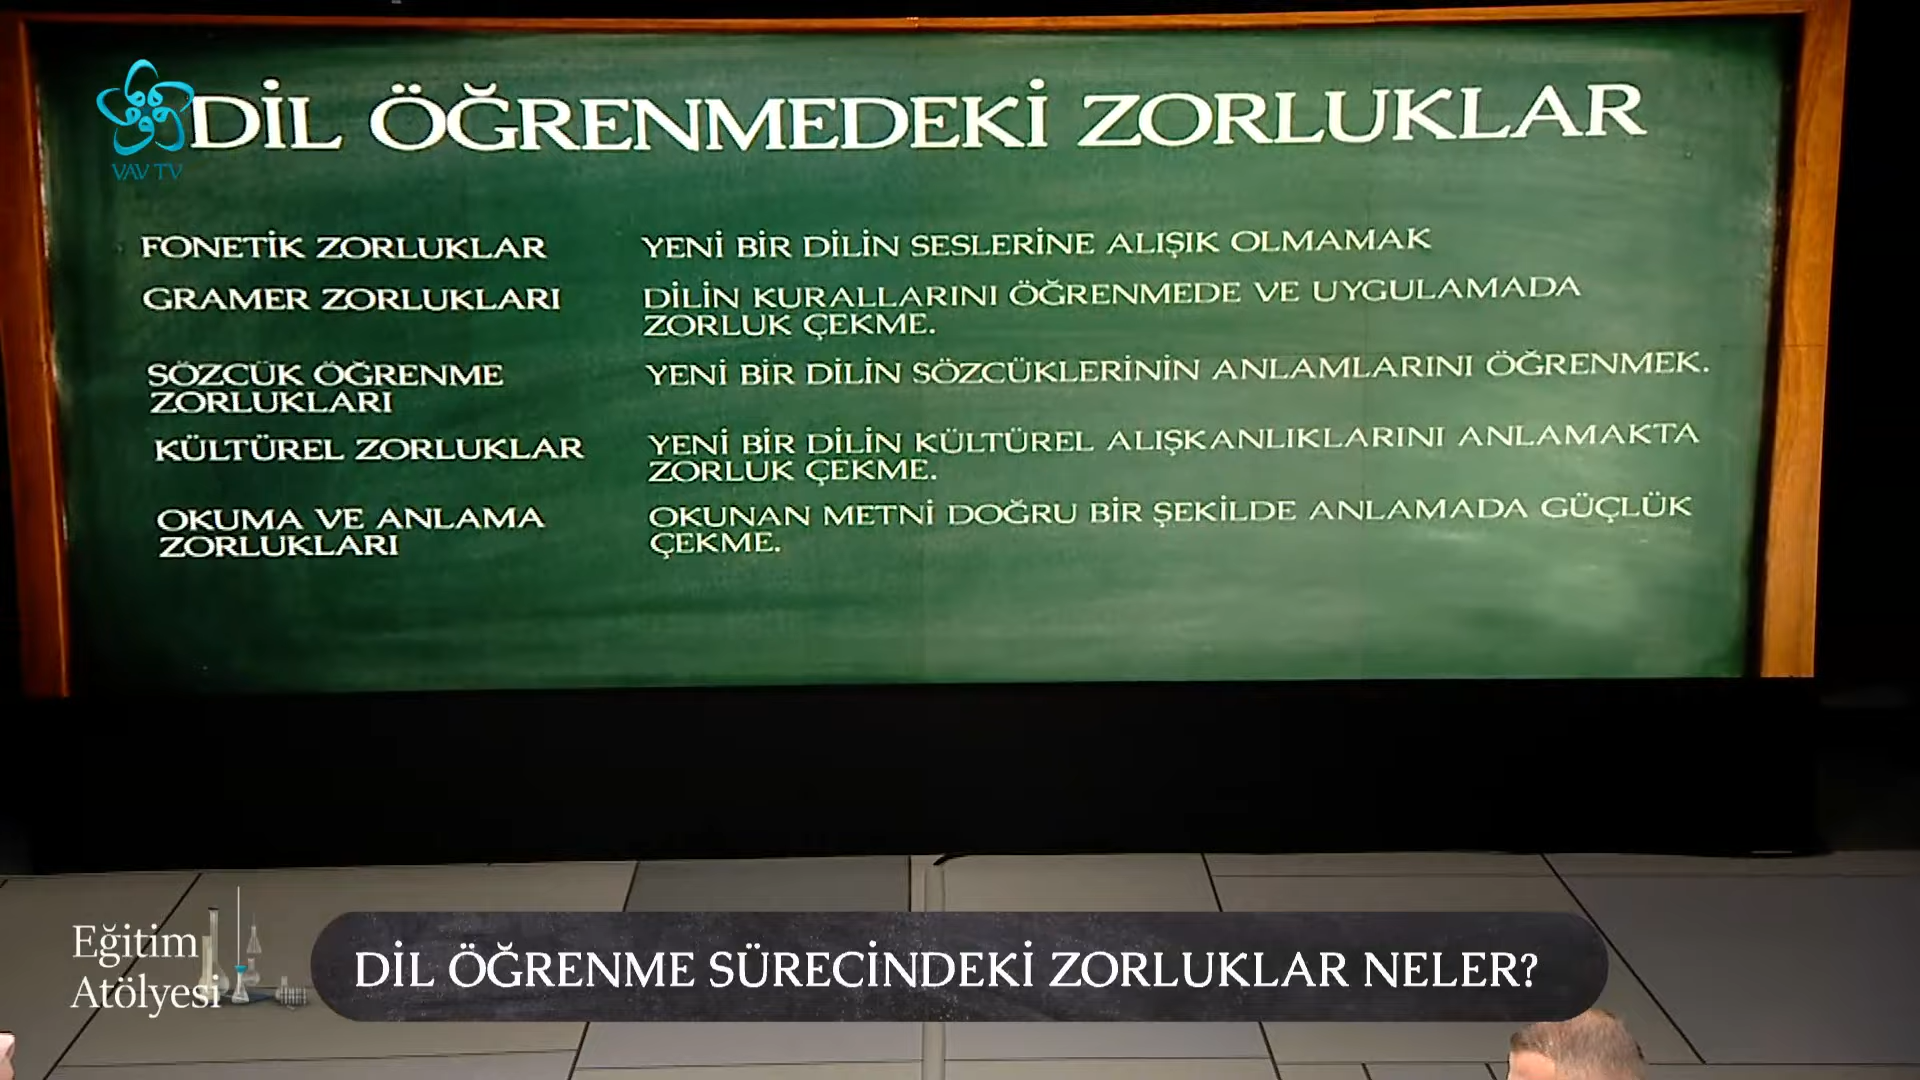 VAV TV
DİL ÖĞRENMEDEKİ ZORLUKLAR
FONETİK ZORLUKLAR
YENİ BİR DİLİN SESLERİNE ALIŞIK OLMAMAK
GRAMER ZORLUKLARI
DİLİN KURALLARINI ÖĞRENMEDE VE UYGULAMADA
ZORLUK ÇEKME.
SÖZCÜK ÖĞRENME
ZORLUKLARI
YENİ BİR DİLİN SÖZCÜKLERİNİN ANLAMLARINI ÖĞRENMEK.
KÜLTÜREL ZORLUKLAR
YENİ BİR DİLİN KÜLTÜREL ALIŞKANLIKLARINI ANLAMAKTA
ZORLUK ÇEKME.
OKUMA VE ANLAMA
ZORLUKLARI
OKUNAN METNİ DOĞRU BİR ŞEKİLDE ANLAMADA GÜÇLÜK
ÇEKME.
Eğitim
Atölyesi
DİL ÖĞRENME SÜRECİNDEKİ ZORLUKLAR NELER?